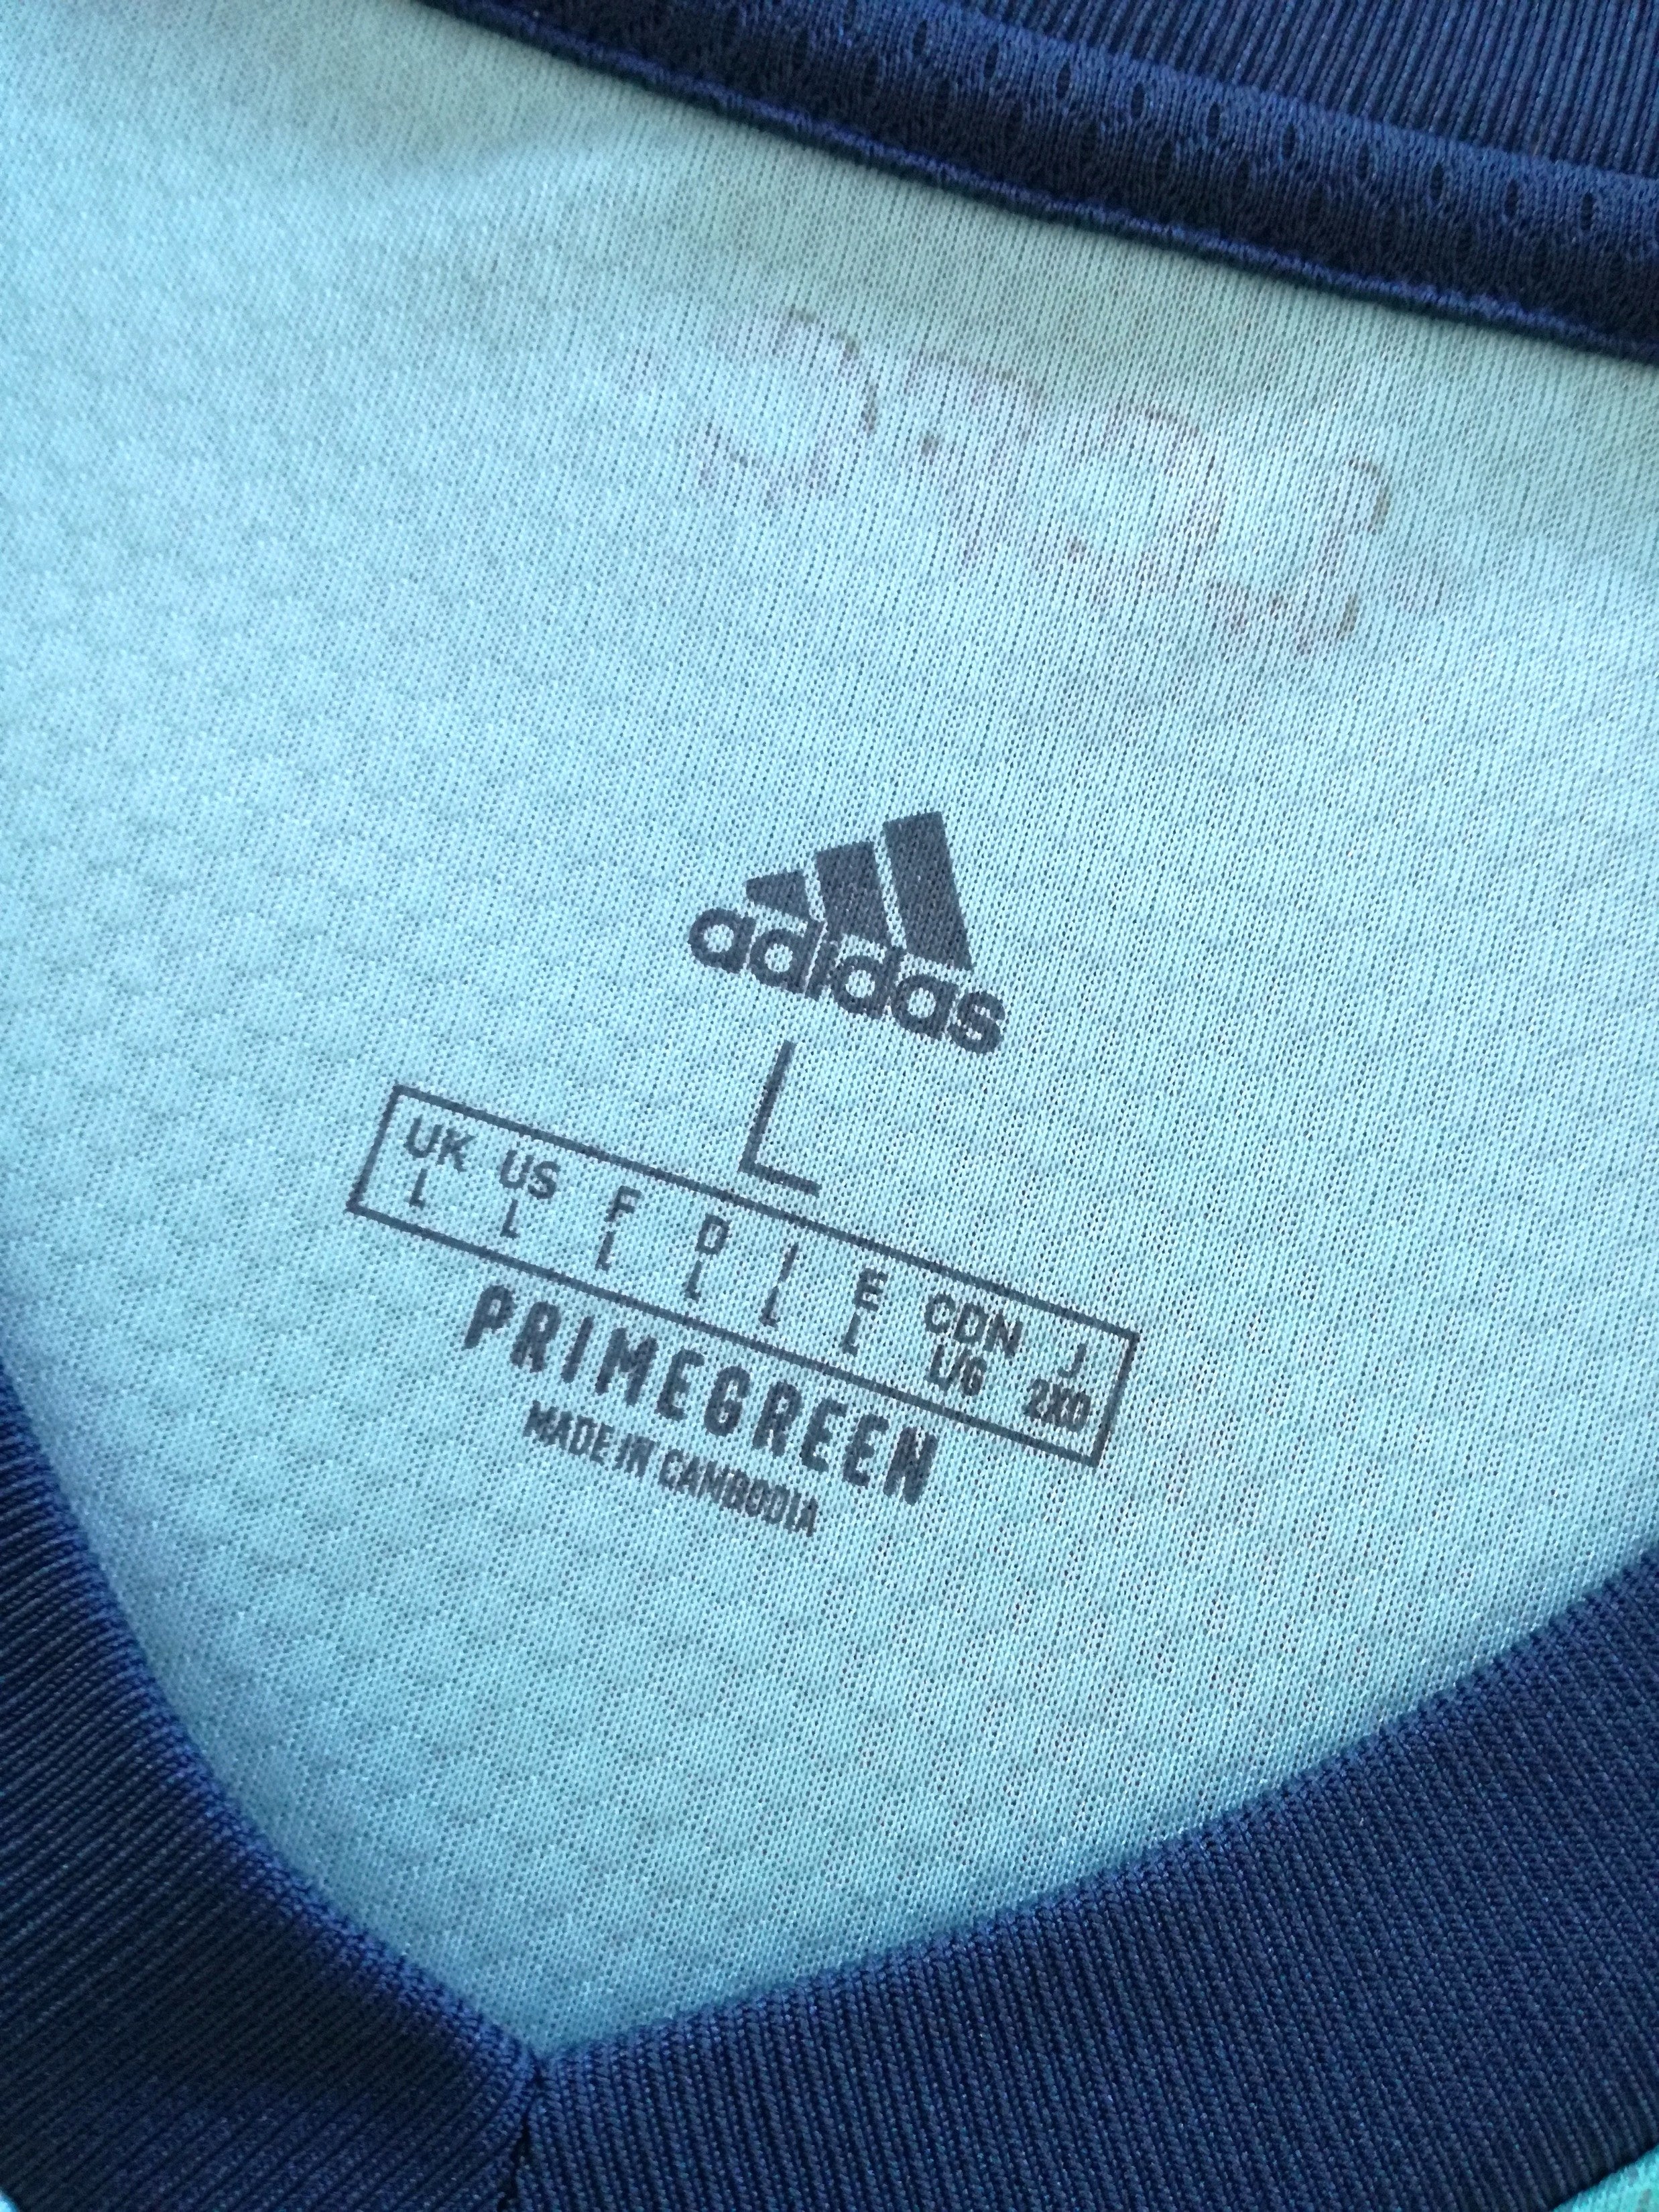 adidas
L
UK US F D I E CDN J
L L L L L L L/G 2XO
PRIMEGREEN
MADE IN CAMBODIA